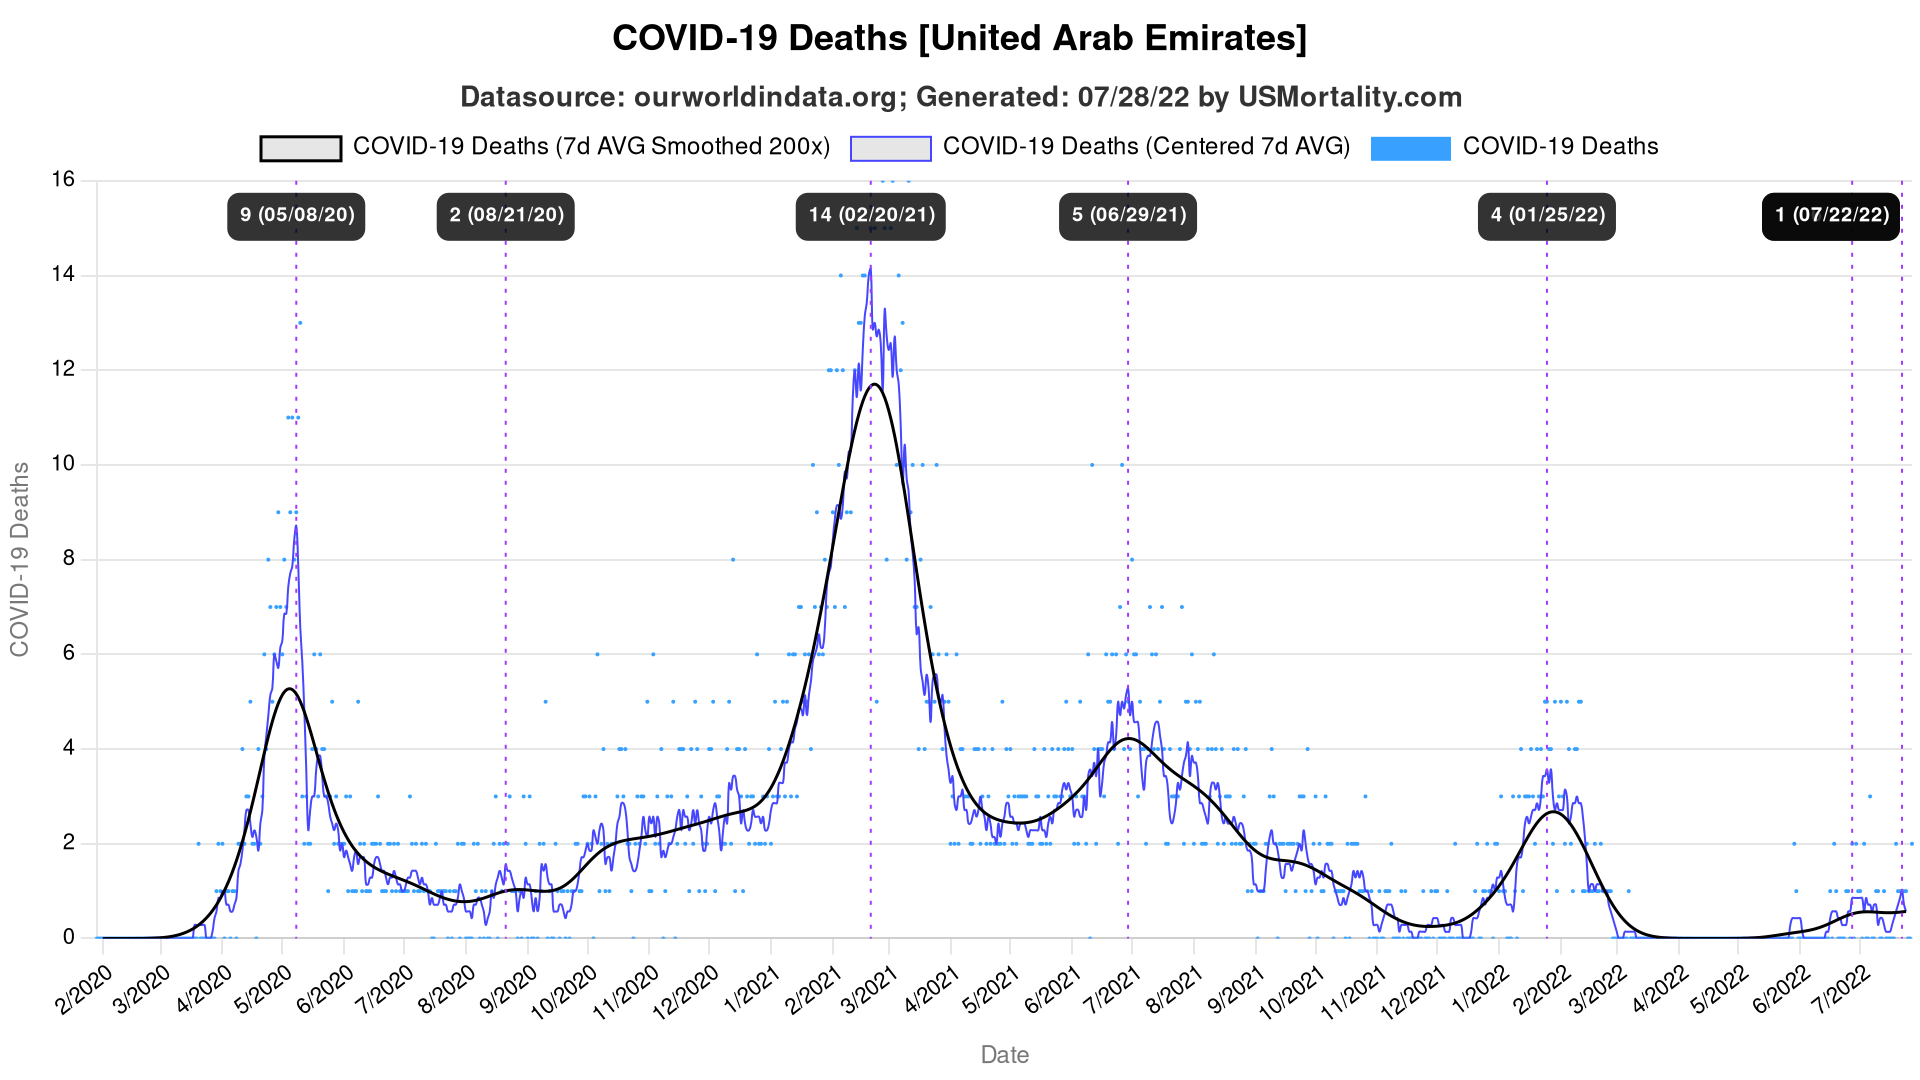 COVID-19 Deaths [United Arab Emirates]
Datasource: ourworldindata.org; Generated: 07/28/22 by USMortality.com
COVID-19 Deaths (7d AVG Smoothed 200x) COVID-19 Deaths (Centered 7d AVG) COVID-19 Deaths
9 (05/08/20) 2 (08/21/20) 14 (02/20/21) 5 (06/29/21) 4 (01/25/22) 1 (07/22/22)
COVID-19 Deaths
16
14
12
10
8
6
4
2
0
2/2020 3/2020 4/2020 5/2020 6/2020 7/2020 8/2020 9/2020 10/2020 11/2020 12/2020 1/2021 2/2021 3/2021 4/2021 5/2021 6/2021 7/2021 8/2021 9/2021 10/2021 11/2021 12/2021 1/2022 2/2022 3/2022 4/2022 5/2022 6/2022 7/2022
Date